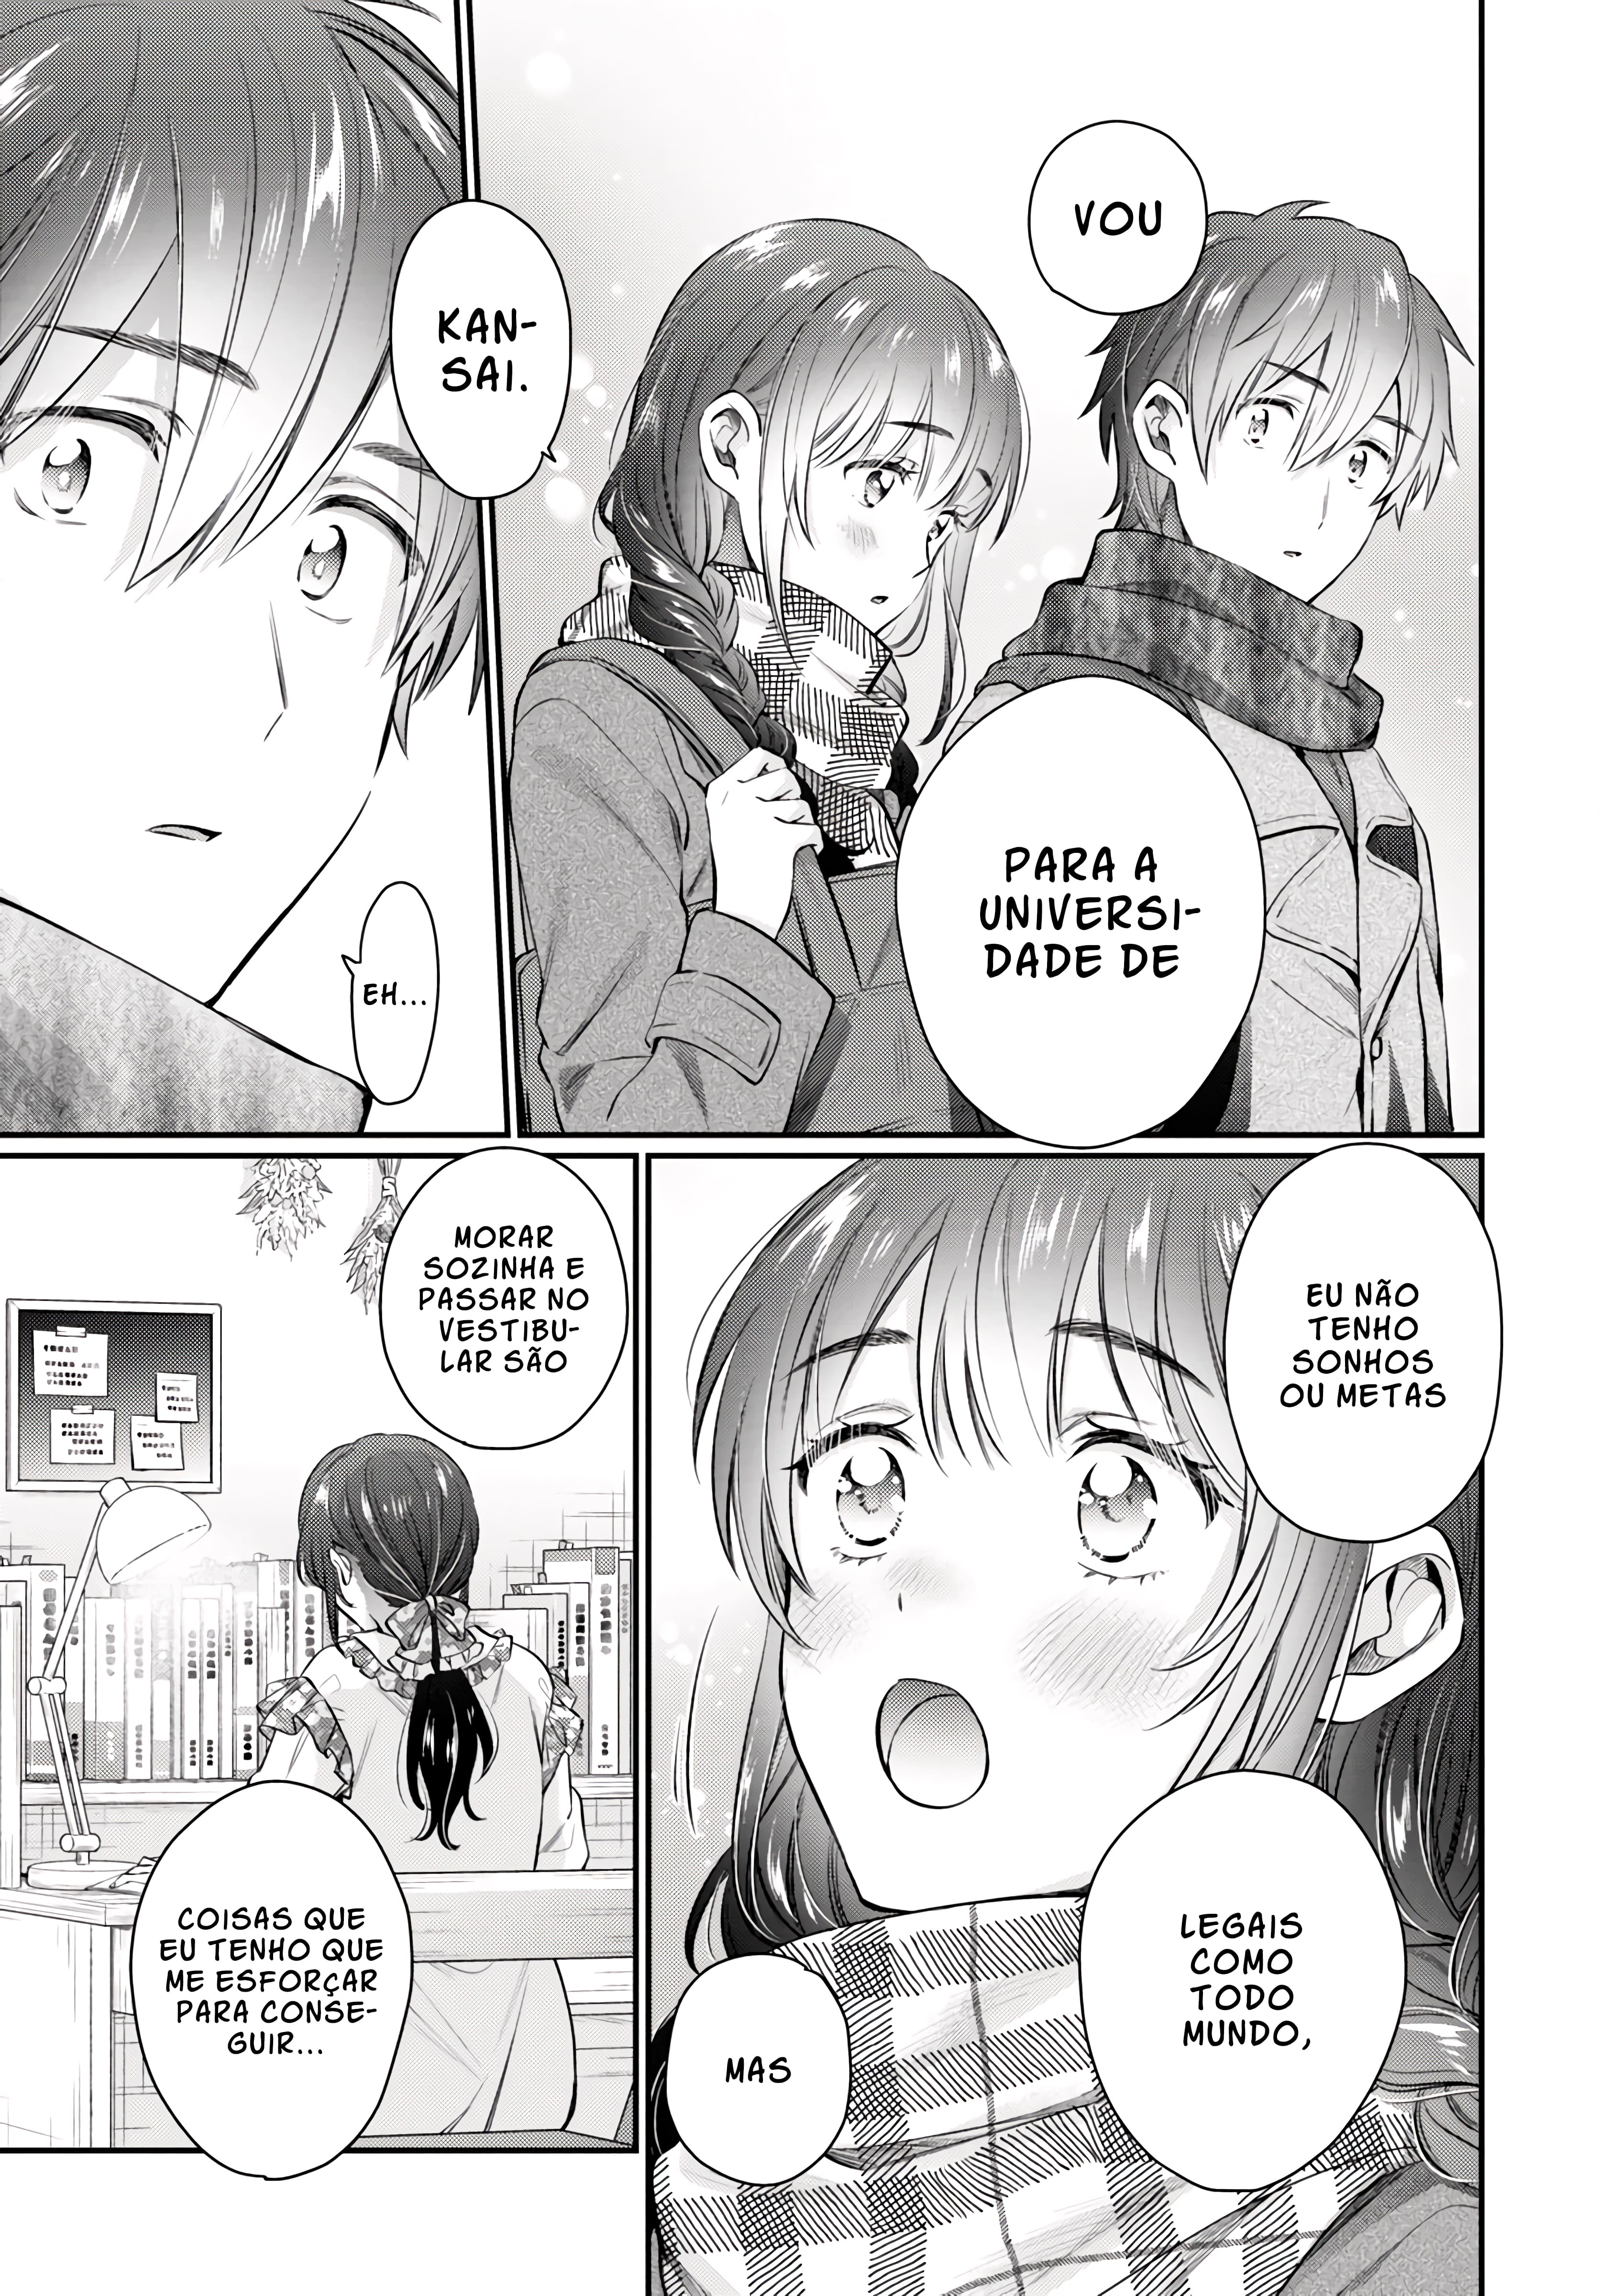 VOU
PARA A
UNIVERSI-
DADE DE
KAN-
SAI.
EH...
EU NÃO
TENHO
SONHOS
OU METAS
LEGAIS
COMO
TODO
MUNDO,
MAS
MORAR
SOZINHA E
PASSAR NO
VESTIBU-
LAR SÃO
COISAS QUE
EU TENHO QUE
ME ESFORÇAR
PARA CONSE-
GUIR...